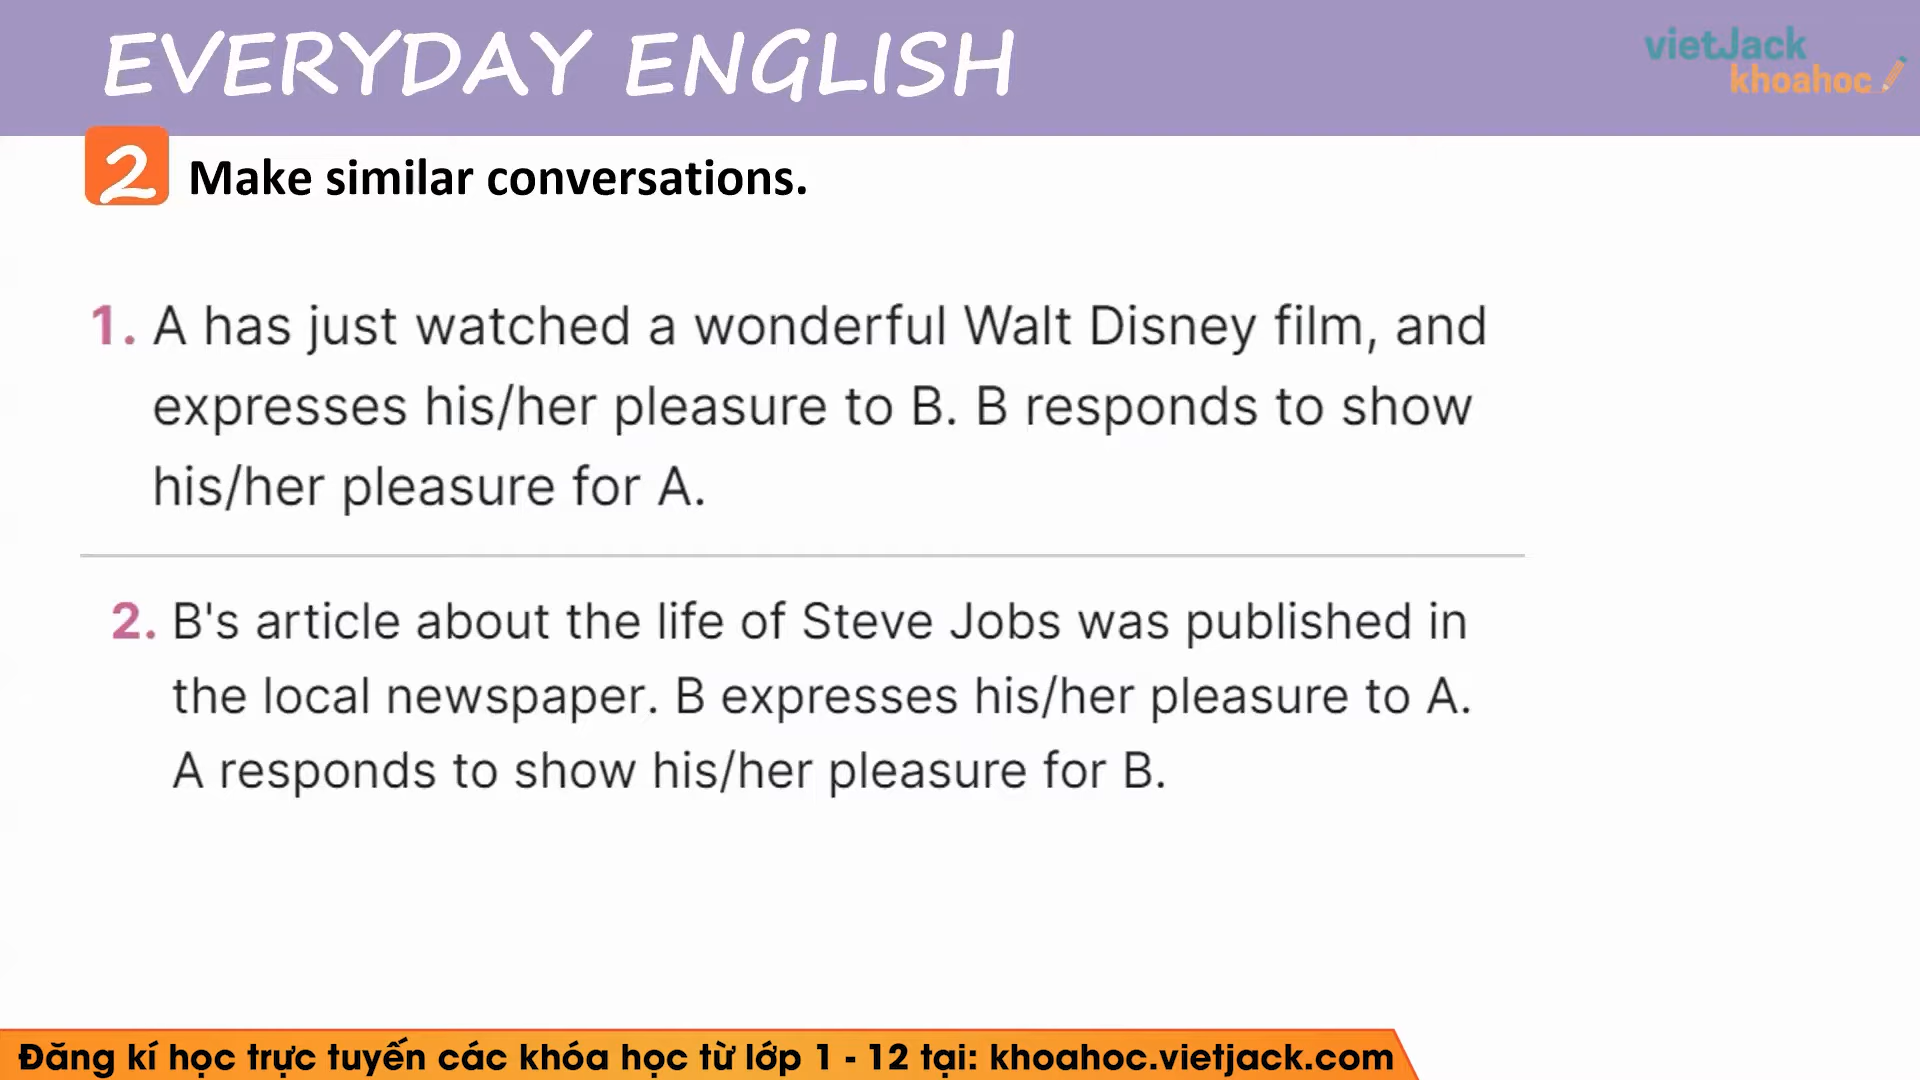 EVERYDAY ENGLISH
vietJack
khoahoc
2 Make similar conversations.
1. A has just watched a wonderful Walt Disney film, and
expresses his/her pleasure to B. B responds to show
his/her pleasure for A.
2. B's article about the life of Steve Jobs was published in
the local newspaper. B expresses his/her pleasure to A.
A responds to show his/her pleasure for B.
Đăng kí học trực tuyến các khóa học từ lớp 1 - 12 tại: khoahoc.vietjack.com